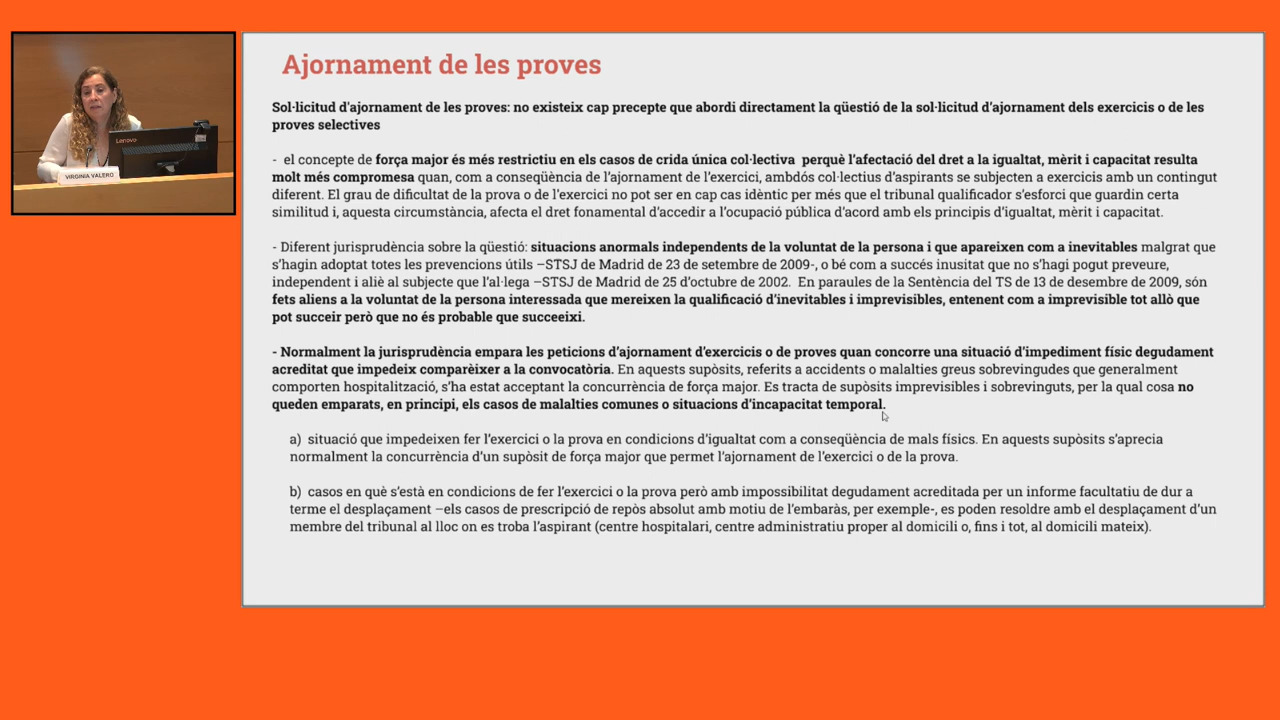 Ajornament de les proves
Sol·licitud d'ajornament de les proves: no existeix cap precepte que abordi directament la qüestió de la sol·licitud d'ajornament dels exercicis o de les
proves selectives
- el concepte de força major és més restrictiu en els casos de crida única col·lectiva perquè l'afectació del dret a la igualtat, mèrit i capacitat resulta
molt més compromesa quan, com a conseqüència de l'ajornament de l'exercici, ambdós col·lectius d'aspirants se subjecten a exercicis amb un contingut
diferent. El grau de dificultat de la prova o de l'exercici no pot ser en cap cas idèntic per més que el tribunal qualificador s'esforci que guardin certa
similitud i, aquesta circumstància, afecta el dret fonamental d'accedir a l'ocupació pública d'acord amb els principis d'igualtat, mèrit i capacitat.
- Diferent jurisprudència sobre la qüestió: situacions anormals independents de la voluntat de la persona i que apareixen com a inevitables malgrat que
s'hagin adoptat totes les prevencions útils –STSJ de Madrid de 23 de setembre de 2009-, o bé com a succés inusitat que no s'hagi pogut preveure,
independent i aliè al subjecte que l'al·lega –STSJ de Madrid de 25 d'octubre de 2002. En paraules de la Sentència del TS de 13 de desembre de 2009, són
fets aliens a la voluntat de la persona interessada que mereixen la qualificació d'inevitables i imprevisibles, entenent com a imprevisible tot allò que
pot succeir però que no és probable que succeeixi.
- Normalment la jurisprudència empara les peticions d'ajornament d'exercicis o de proves quan concorre una situació d'impediment físic degudament
acreditat que impedeix comparèixer a la convocatòria. En aquests supòsits, referits a accidents o malalties greus sobrevingudes que generalment
comporten hospitalització, s'ha estat acceptant la concurrència de força major. Es tracta de supòsits imprevisibles i sobrevinguts, per la qual cosa no
queden emparats, en principi, els casos de malalties comunes o situacions d'incapacitat temporal.
a) situació que impedeixen fer l'exercici o la prova en condicions d'igualtat com a conseqüència de mals físics. En aquests supòsits s'aprecia
normalment la concurrència d'un supòsit de força major que permet l'ajornament de l'exercici o de la prova.
b) casos en què s'està en condicions de fer l'exercici o la prova però amb impossibilitat degudament acreditada per un informe facultatiu de dur a
terme el desplaçament –els casos de prescripció de repòs absolut amb motiu de l'embaràs, per exemple-, es poden resoldre amb el desplaçament d'un
membre del tribunal al lloc on es troba l'aspirant (centre hospitalari, centre administratiu proper al domicili o, fins i tot, al domicili mateix).
Lenovo
VIRGINIA VALERO